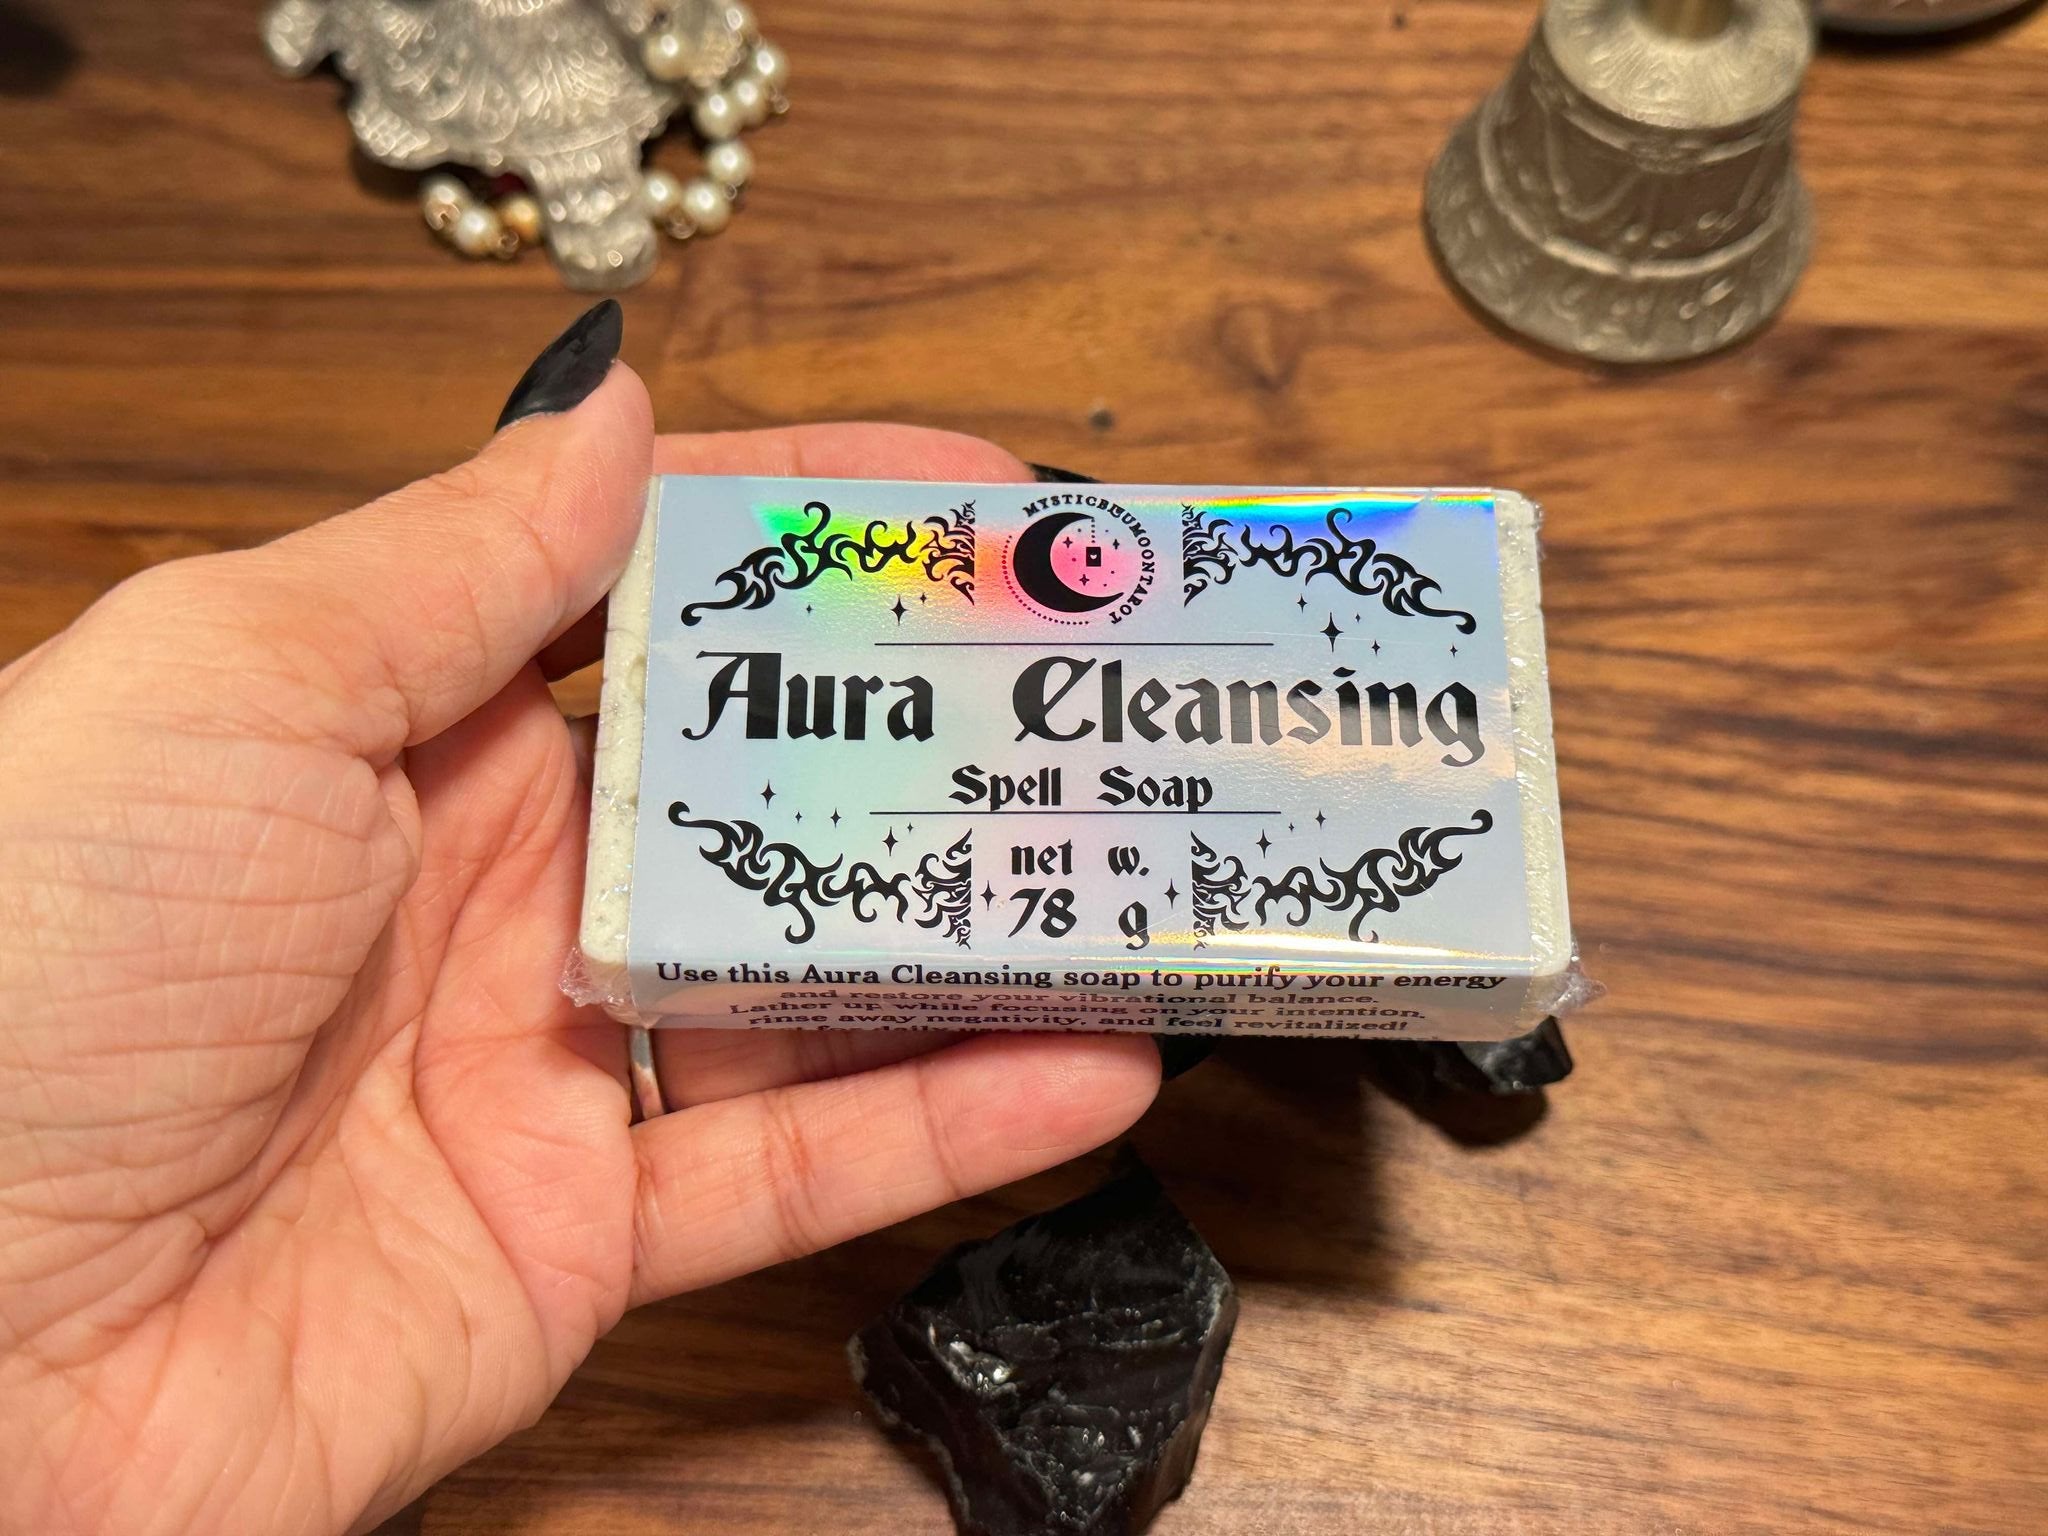 MYSTICBLUMOONTAROT
Aura Cleansing
Spell Soap
net w.
78 g
Use this Aura Cleansing soap to purify your energy
and restore your vibrational balance.
Lather up while focusing on your intention,
rinse away negativity, and feel revitalized!